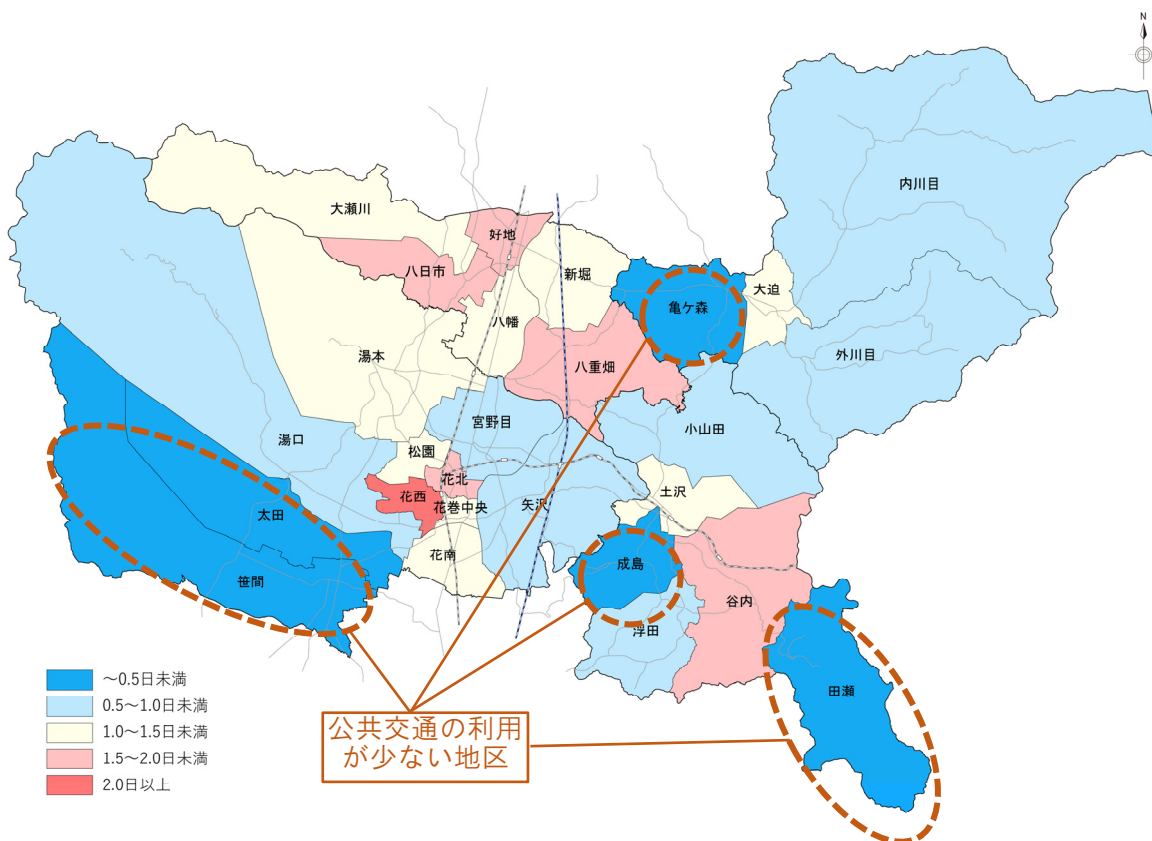 N
内川目
大瀬川
好地
八日市
新堀
大迫
亀ケ森
八幡
外川目
湯本
八重畑
宮野目
小山田
湯口
松園
花北
土沢
花西
花巻中央
矢沢
太田
花南
成島
笹間
谷内
浮田
田瀬
～0.5日未満
0.5～1.0日未満
1.0～1.5日未満
1.5～2.0日未満
2.0日以上
公共交通の利用
が少ない地区